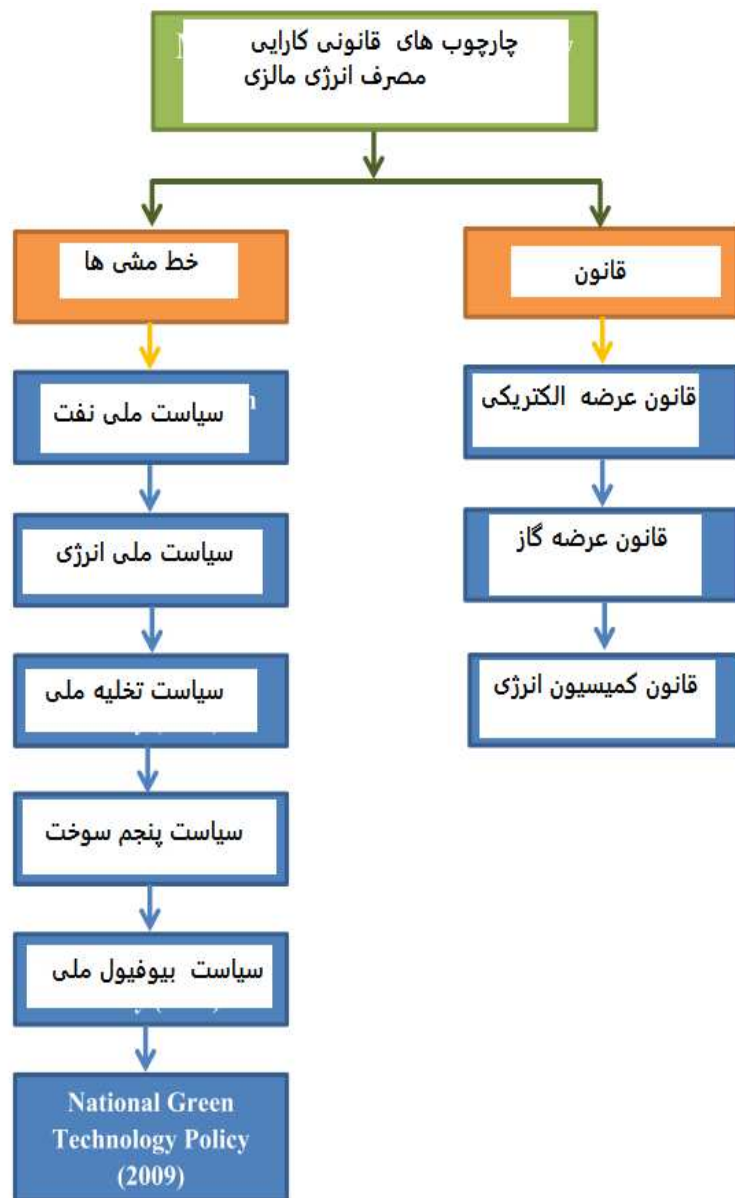 چارچوب های قانونی کارایی
مصرف انرژی مالزی
خط مشی ها
قانون
سیاست ملی نفت
قانون عرضه الکتریکی
سیاست ملی انرژی
قانون عرضه گاز
سیاست تخلیه ملی
قانون کمیسیون انرژی
سیاست پنجم سوخت
سیاست بیوفیول ملی
National Green
Technology Policy
(2009)